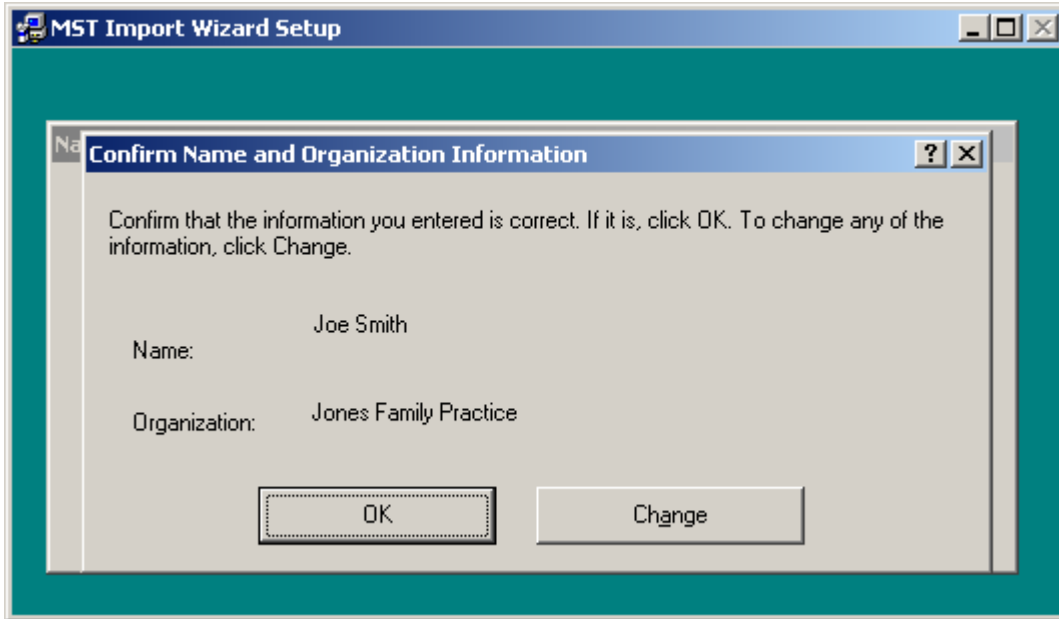 MST Import Wizard Setup
Na
Confirm Name and Organization Information
Confirm that the information you entered is correct. If it is, click OK. To change any of the
information, click Change.
Joe Smith
Name:
Jones Family Practice
Organization:
OK
Change